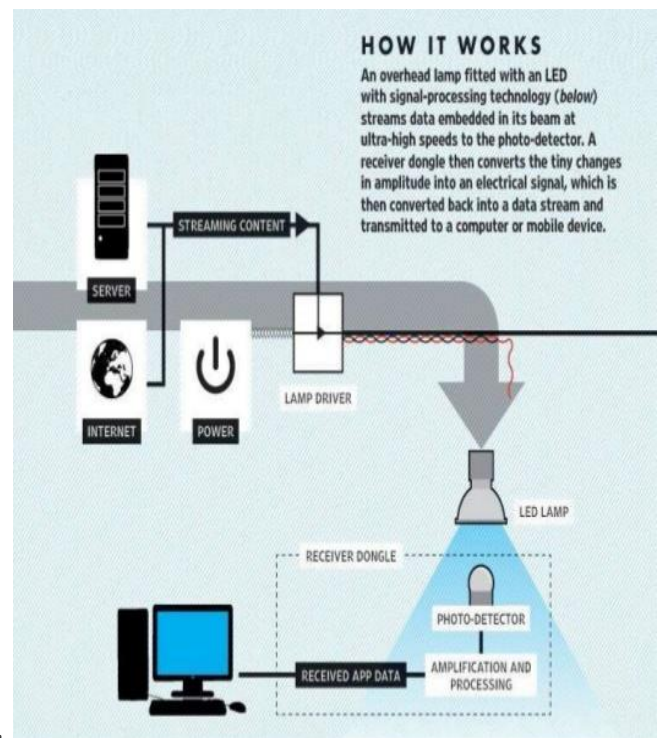 HOW IT WORKS
An overhead lamp fitted with an LED
with signal-processing technology (below)
streams data embedded in its beam at
ultra-high speeds to the photo-detector. A
receiver dongle then converts the tiny changes
in amplitude into an electrical signal, which is
then converted back into a data stream and
transmitted to a computer or mobile device.
STREAMING CONTENT
SERVER
LAMP DRIVER
INTERNET
POWER
LED LAMP
RECEIVER DONGLE
PHOTO-DETECTOR
RECEIVED APP DATA
AMPLIFICATION AND
PROCESSING